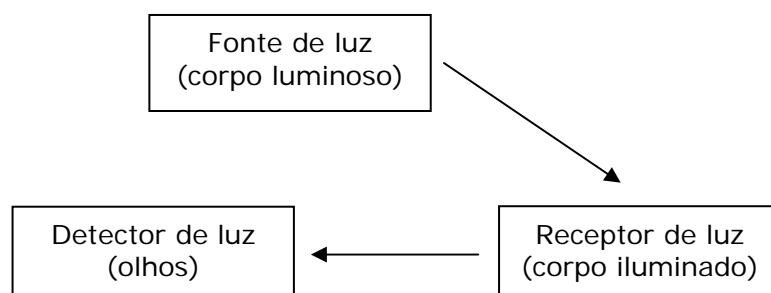 Fonte de luz
(corpo luminoso)
Detector de luz
(olhos)
Receptor de luz
(corpo iluminado)